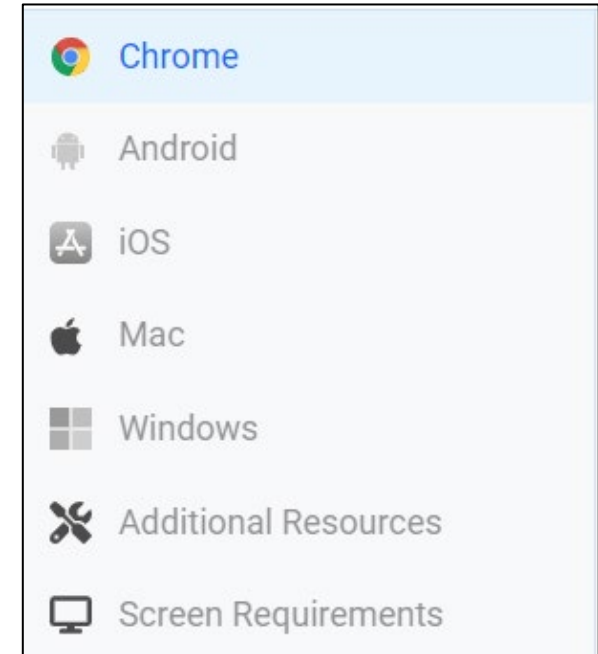 Chrome
Android
iOS
Mac
Windows
Additional Resources
Screen Requirements